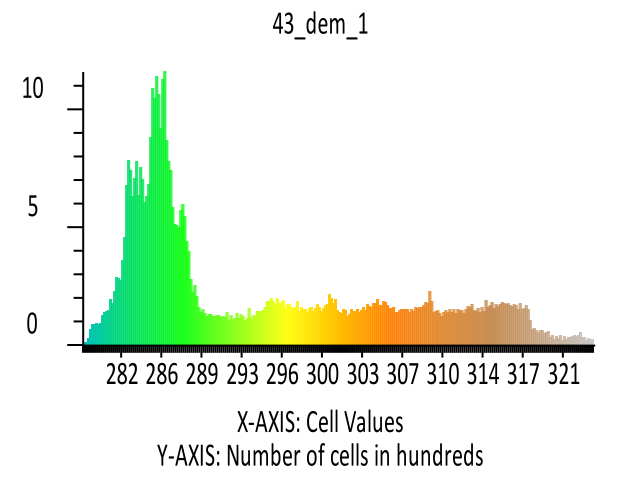 43_dem_1
10
5
0
282 286 289 293 296 300 303 307 310 314 317 321
X-AXIS: Cell Values
Y-AXIS: Number of cells in hundreds